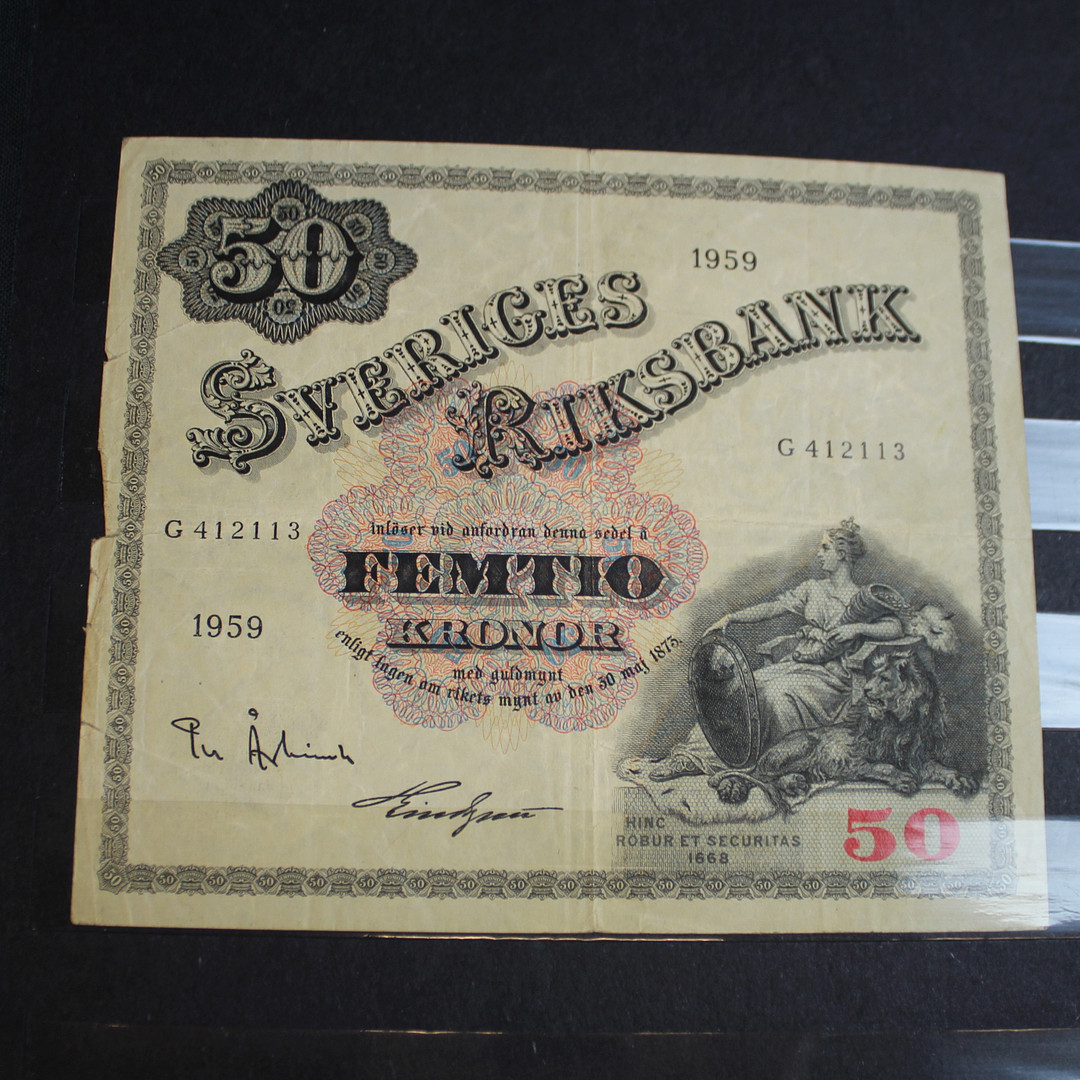 50
1959
SVERIGES
RIKSBANK
G 412113
G 412113
inlöser vid anfordran denna sedel å
FEMTIO
KRONOR
1959
med guldmynt
enligt lagen om rikets mynt av den 30 maj 1873.
HINC
ROBUR ET SECURITAS
1668
50